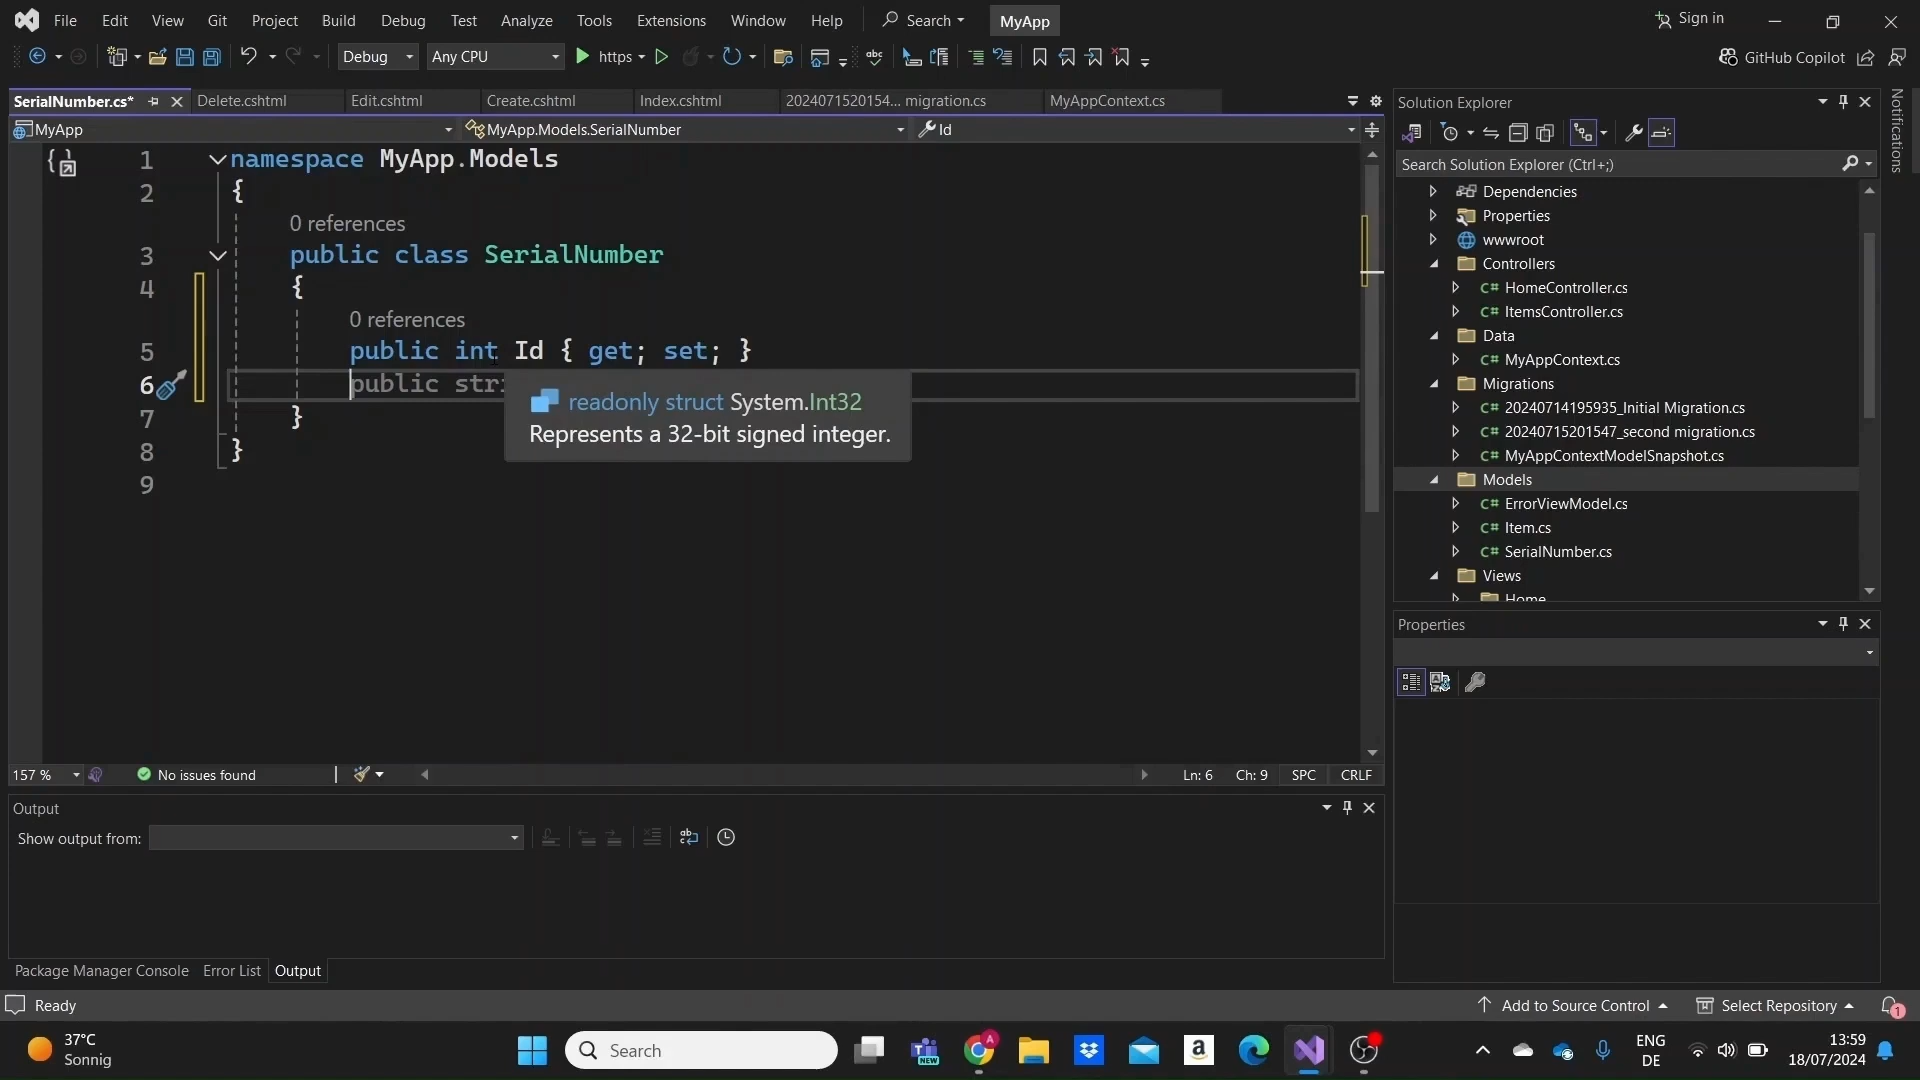 File Edit View Git Project Build Debug Test Analyze Tools Extensions Window Help Search MyApp Sign in
Debug Any CPU https GitHub Copilot
SerialNumber.cs* Delete.cshtml Edit.cshtml Create.cshtml Index.cshtml 2024071520154... migration.cs MyAppContext.cs
MyApp MyApp.Models.SerialNumber Id
1 namespace MyApp.Models
2 {
0 references
3 public class SerialNumber
4 {
0 references
5 public int Id { get; set; }
6 public stri
readonly struct System.Int32
Represents a 32-bit signed integer.
7 }
8 }
9
157 % No issues found Ln: 6 Ch: 9 SPC CRLF
Output
Show output from:
Package Manager Console Error List Output
Solution Explorer
Search Solution Explorer (Ctrl+;)
Dependencies
Properties
wwwroot
Controllers
C# HomeController.cs
C# ItemsController.cs
Data
C# MyAppContext.cs
Migrations
C# 20240714195935_Initial Migration.cs
C# 20240715201547_second migration.cs
C# MyAppContextModelSnapshot.cs
Models
C# ErrorViewModel.cs
C# Item.cs
C# SerialNumber.cs
Views
Home
Properties
Notifications
Ready Add to Source Control Select Repository 1
37°C
Sonnig
Search
A
NEW
a
ENG
DE
13:59
18/07/2024